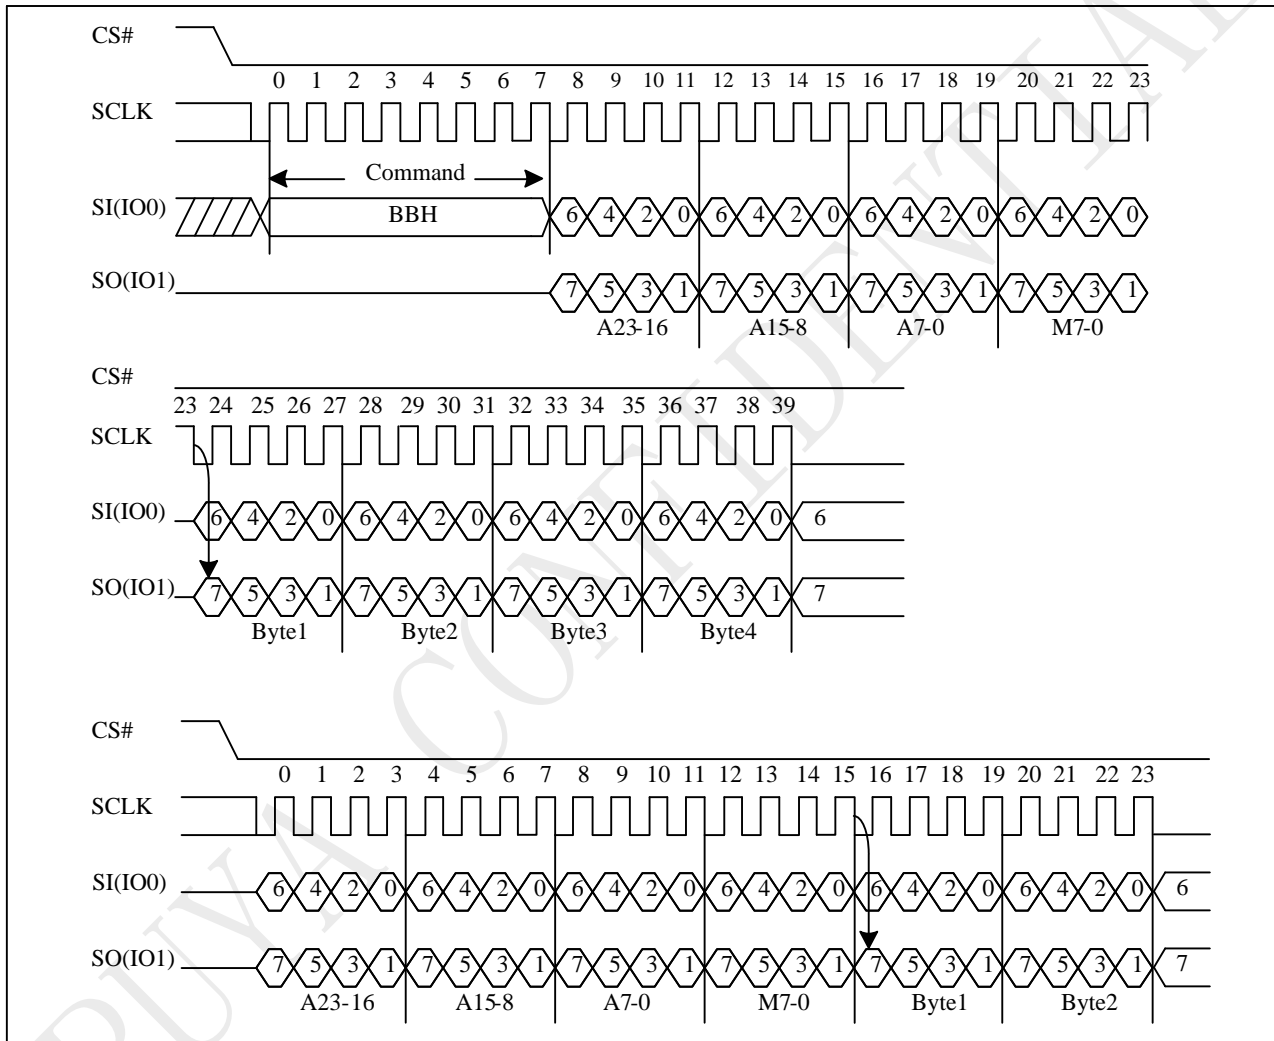 CS#
0 1 2 3 4 5 6 7 8 9 10 11 12 13 14 15 16 17 18 19 20 21 22 23
SCLK
Command
SI(IO0) BBH 6 4 2 0 6 4 2 0 6 4 2 0 6 4 2 0
SO(IO1) 7 5 3 1 7 5 3 1 7 5 3 1 7 5 3 1
A23-16 A15-8 A7-0 M7-0
CS#
23 24 25 26 27 28 29 30 31 32 33 34 35 36 37 38 39
SCLK
SI(IO0) 6 4 2 0 6 4 2 0 6 4 2 0 6 4 2 0 6
SO(IO1) 7 5 3 1 7 5 3 1 7 5 3 1 7 5 3 1 7
Byte1 Byte2 Byte3 Byte4
CS#
0 1 2 3 4 5 6 7 8 9 10 11 12 13 14 15 16 17 18 19 20 21 22 23
SCLK
SI(IO0) 6 4 2 0 6 4 2 0 6 4 2 0 6 4 2 0 6 4 2 0 6 4 2 0 6
SO(IO1) 7 5 3 1 7 5 3 1 7 5 3 1 7 5 3 1 7 5 3 1 7 5 3 1 7
A23-16 A15-8 A7-0 M7-0 Byte1 Byte2
PUYA CONFIDENTIAL